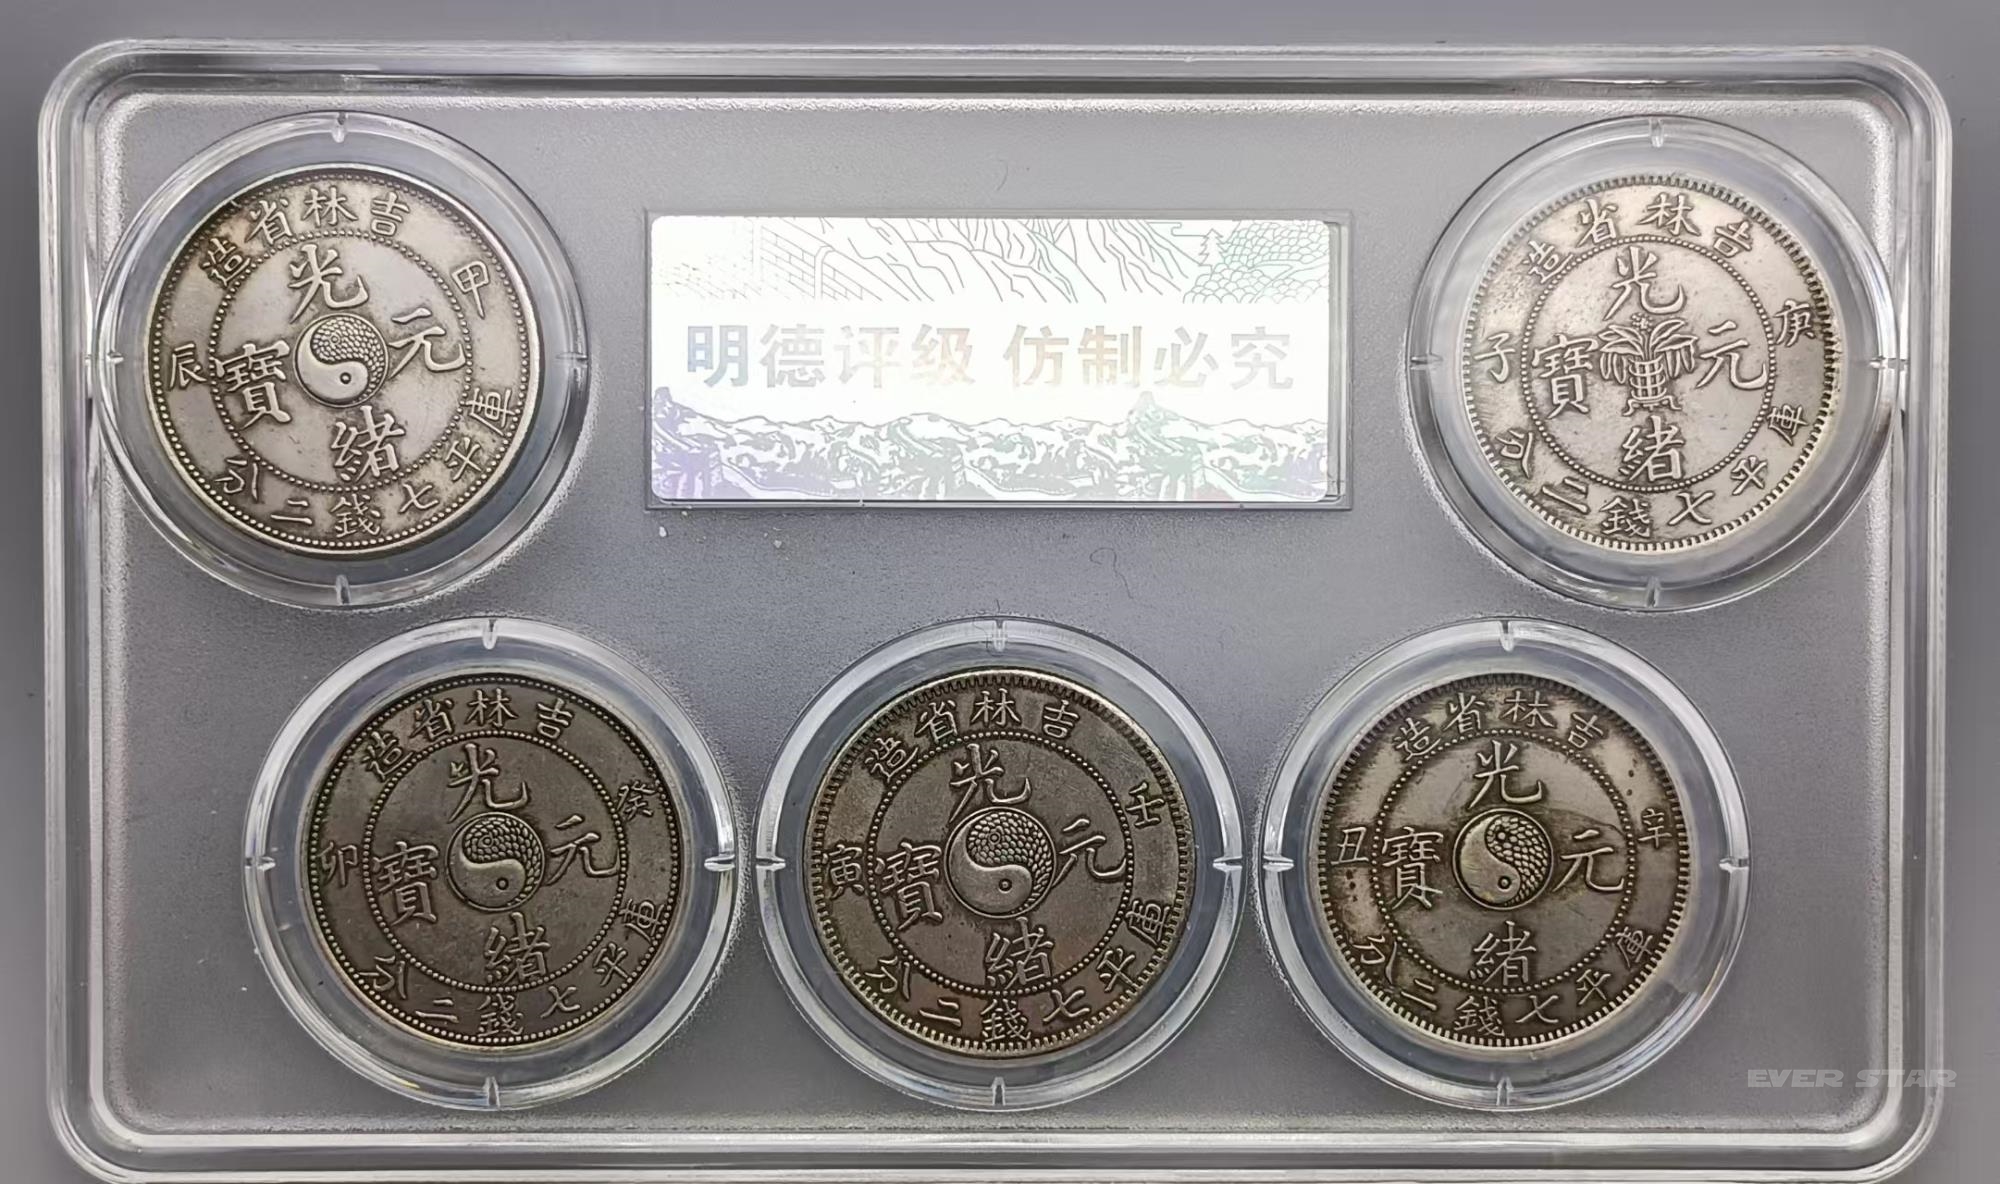 吉林省造
甲
辰
光緒元寶
庫平七錢二分
明德评级 仿制必究
吉林省造
庚
子
光緒元寶
庫平七錢二分
吉林省造
癸
卯
光緒元寶
庫平七錢二分
吉林省造
壬
寅
光緒元寶
庫平七錢二分
吉林省造
辛
丑
光緒元寶
庫平七錢二分
EVER STAR